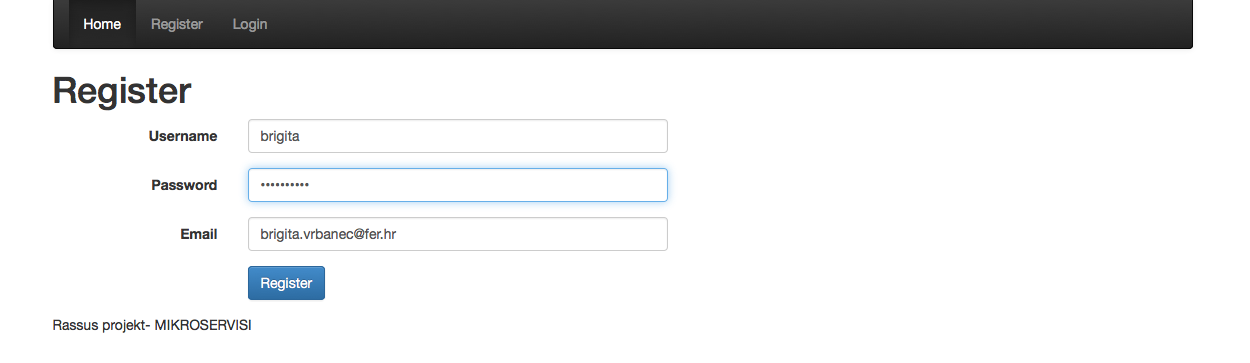 Home Register Login
Register
Username brigita
Password ••••••••••
Email brigita.vrbanec@fer.hr
Register
Rassus projekt- MIKROSERVISI